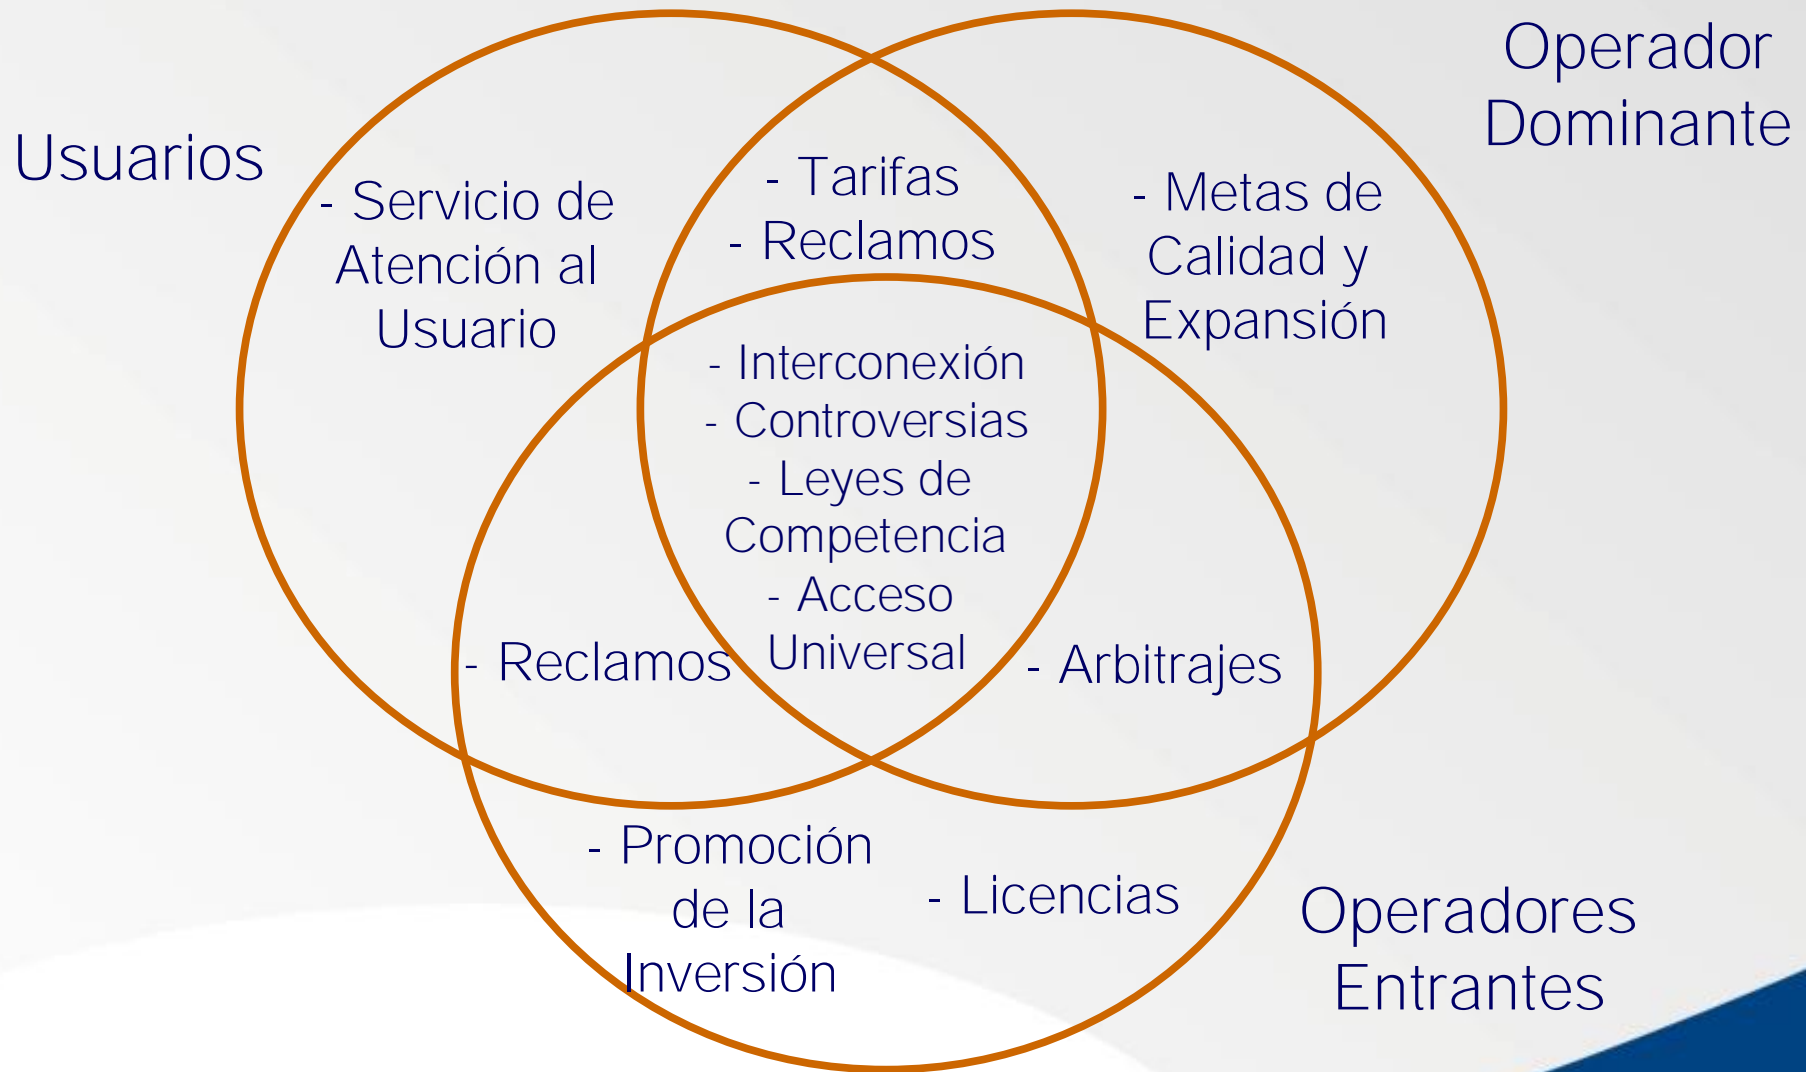 Usuarios
Operador
Dominante
- Servicio de
Atención al
Usuario
- Tarifas
- Reclamos
- Metas de
Calidad y
Expansión
- Interconexión
- Controversias
- Leyes de
Competencia
- Acceso
Universal
- Reclamos
- Arbitrajes
- Promoción
de la
Inversión
- Licencias
Operadores
Entrantes